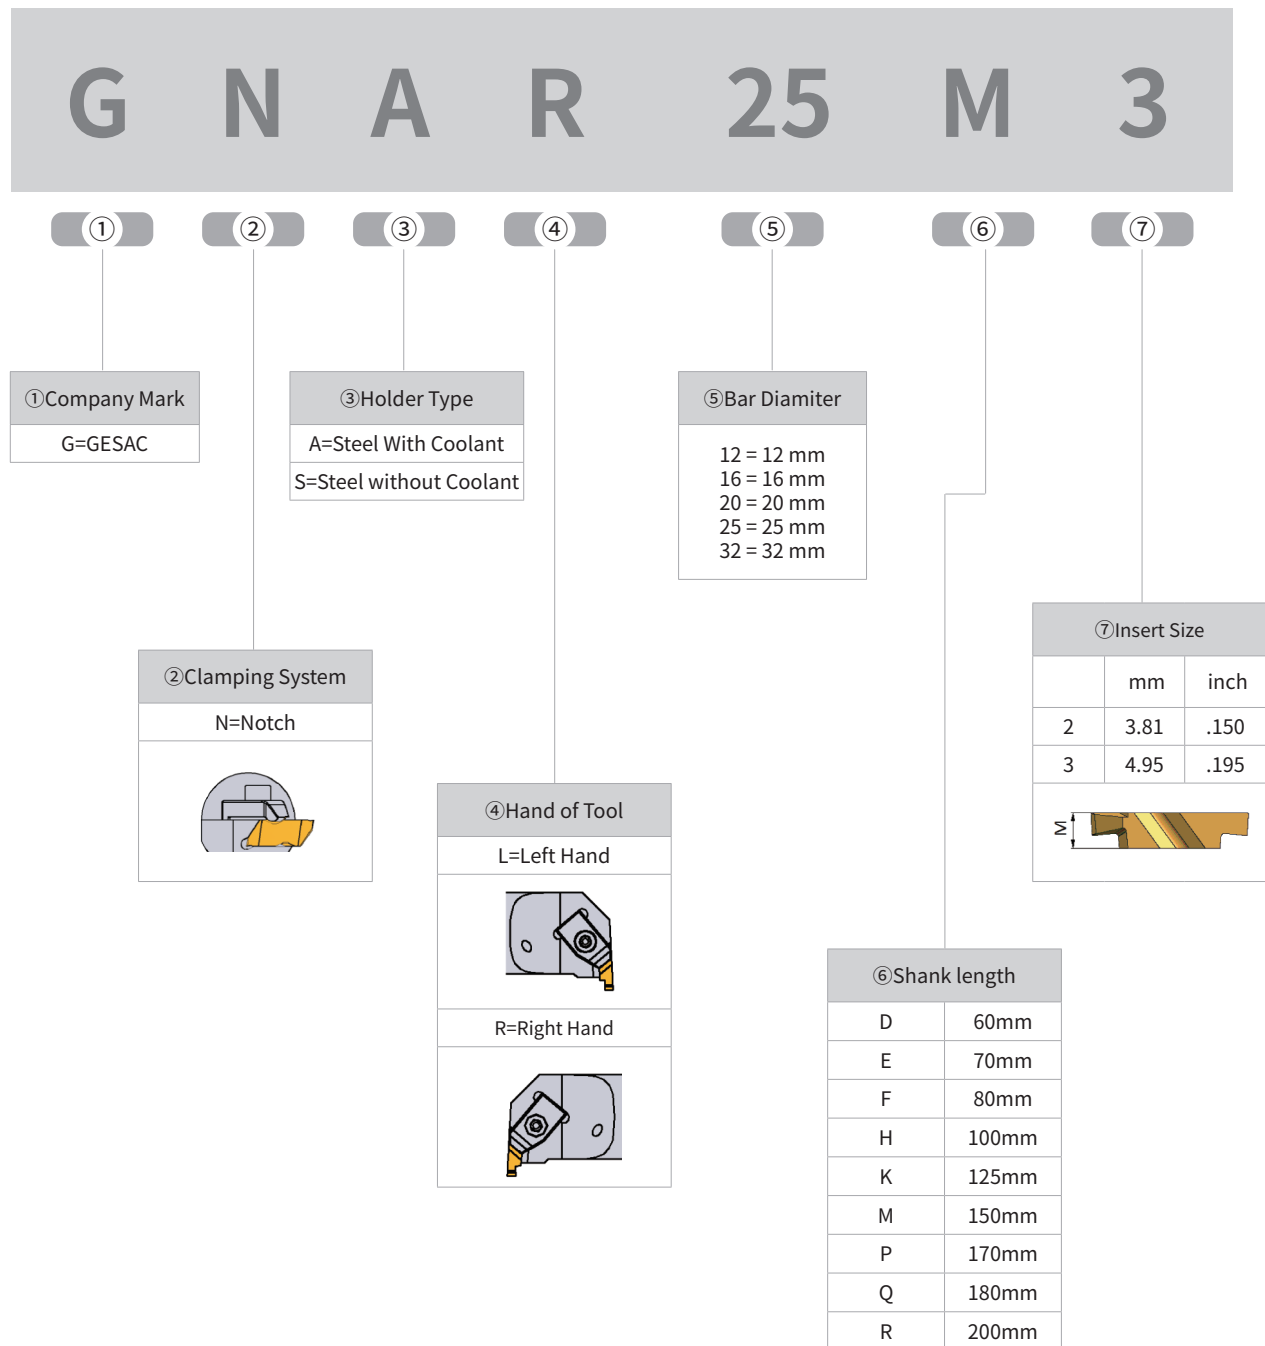 G N A R 25 M 3
① ② ③ ④ ⑤ ⑥ ⑦
①Company Mark
G=GESAC
③Holder Type
A=Steel With Coolant
S=Steel without Coolant
⑤Bar Diamiter
12 = 12 mm
16 = 16 mm
20 = 20 mm
25 = 25 mm
32 = 32 mm
②Clamping System
N=Notch
⑦Insert Size
mm inch
2 3.81 .150
3 4.95 .195
M
④Hand of Tool
L=Left Hand
R=Right Hand
⑥Shank length
D 60mm
E 70mm
F 80mm
H 100mm
K 125mm
M 150mm
P 170mm
Q 180mm
R 200mm